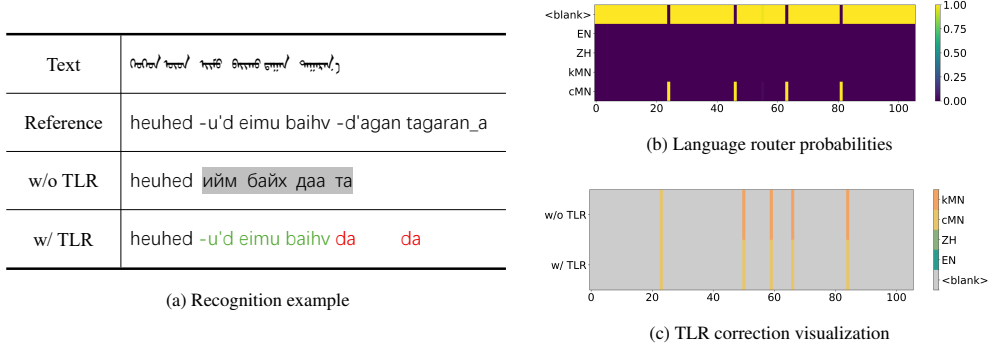 Text
Reference heuhed -u'd eimu baihv -d'agan tagaran_a
w/o TLR heuhed ийм байх даа та
w/ TLR heuhed -u'd eimu baihv da da
(a) Recognition example
<blank>
EN
ZH
kMN
cMN
0 20 40 60 80 100
1.00
0.75
0.50
0.25
0.00
(b) Language router probabilities
w/o TLR
w/ TLR
0 20 40 60 80 100
kMN
cMN
ZH
EN
<blank>
(c) TLR correction visualization